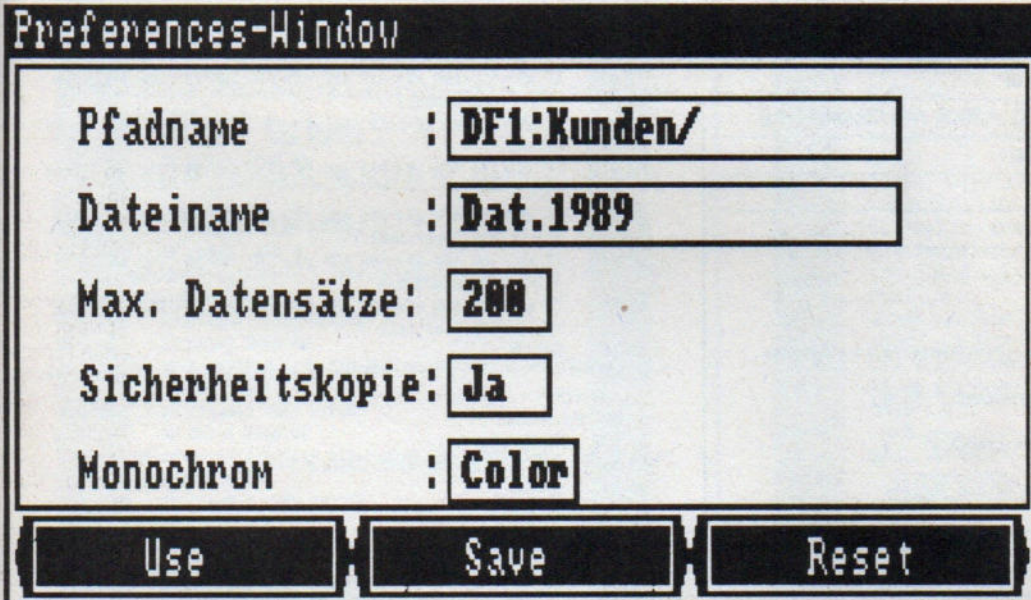 Preferences-Window
Pfadname : DF1:Kunden/
Dateiname : Dat.1989
Max. Datensätze: 200
Sicherheitskopie: Ja
Monochrom : Color
Use Save Reset